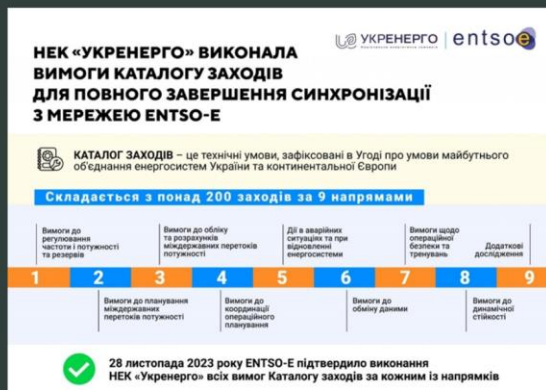 УКРЕНЕРГО
entsoe
НЕК «УКРЕНЕРГО» ВИКОНАЛА
ВИМОГИ КАТАЛОГУ ЗАХОДІВ
ДЛЯ ПОВНОГО ЗАВЕРШЕННЯ СИНХРОНІЗАЦІЇ
З МЕРЕЖЕЮ ENTSO-E
КАТАЛОГ ЗАХОДІВ – це технічні умови, зафіксовані в Угоді про умови майбутнього
об'єднання енергосистем України та континентальної Європи
Складається з понад 200 заходів за 9 напрямами
Вимоги до
регулювання
частоти і потужності
та резервів
Вимоги до обліку
та розрахунків
міждержавних перетоків
потужності
Дії в аварійних
ситуаціях та при
відновленні
енергосистеми
Вимоги щодо
операційної
безпеки та
тренувань
Додаткові
дослідження
1 2 3 4 5 6 7 8 9
Вимоги до планування
міждержавних
перетоків потужності
Вимоги до
координації
операційного
планування
Вимоги до
обміну даними
Вимоги до
динамічної
стійкості
28 листопада 2023 року ENTSO-E підтвердило виконання
НЕК «Укренерго» всіх вимог Каталогу заходів за кожним із напрямків